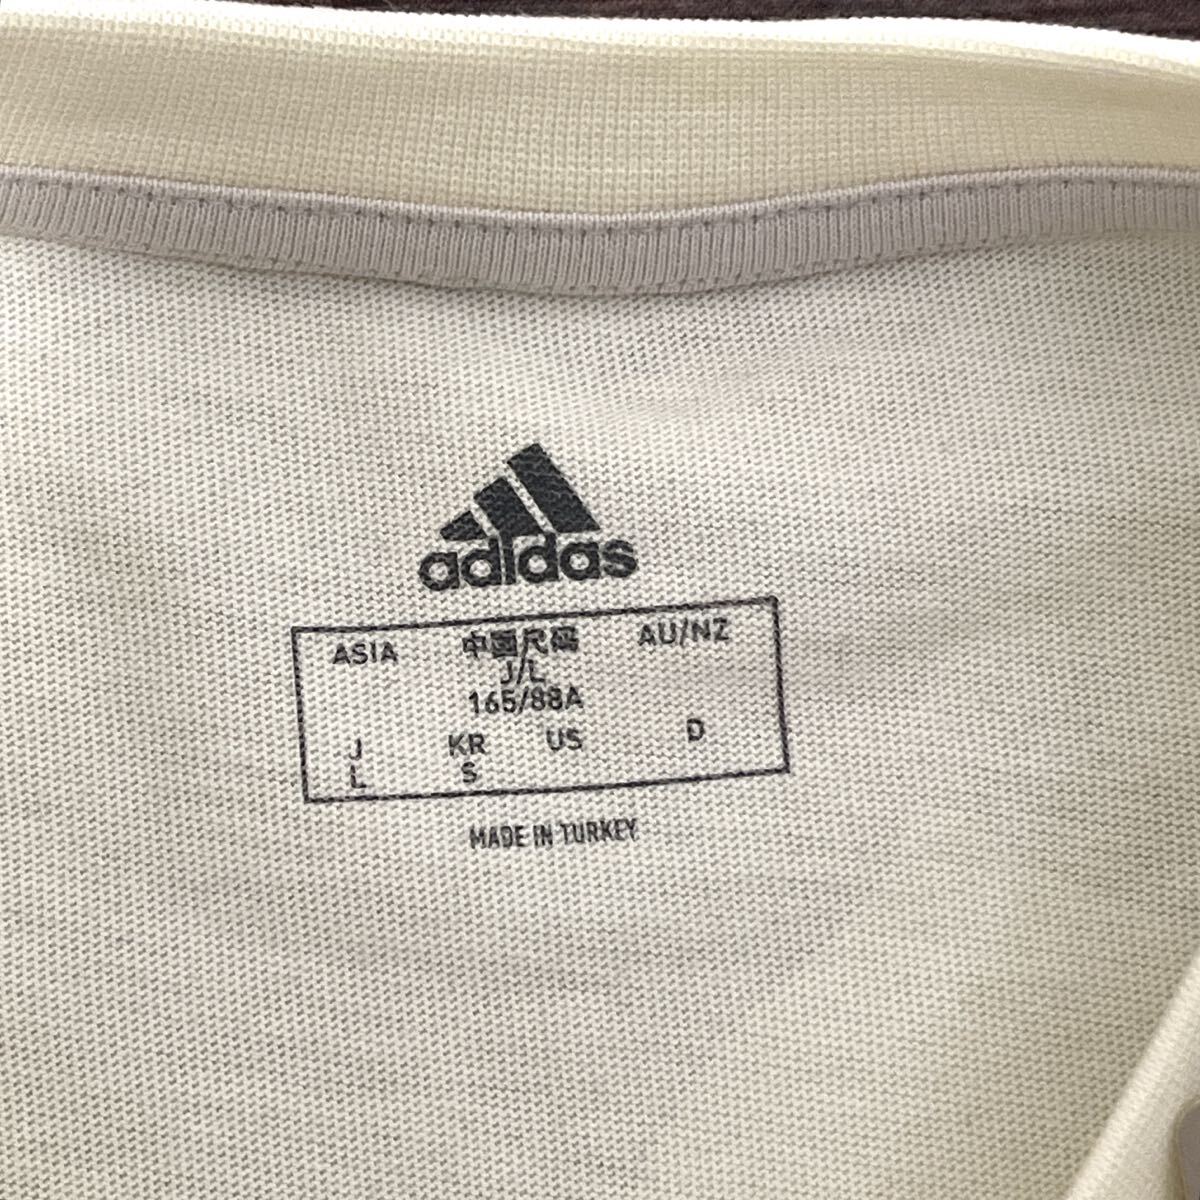 adidas
ASIA 中国尺码 AU/NZ
J/L
165/88A
J KR US D
L S
MADE IN TURKEY